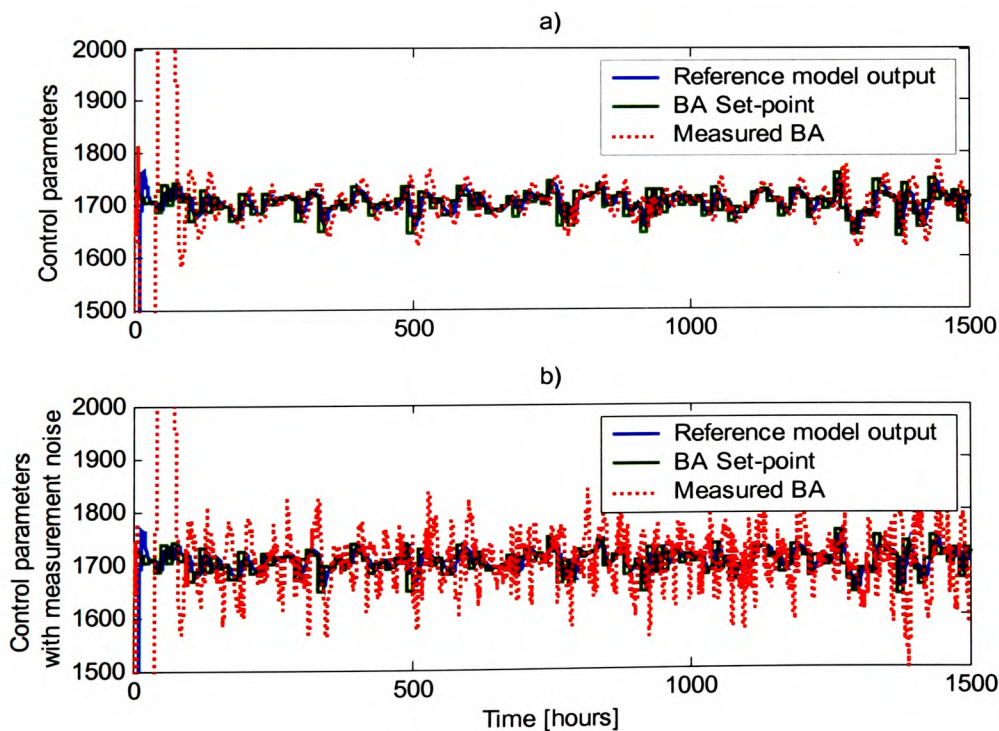 a)
2000
1900
1800
1700
1600
1500
Control parameters
Reference model output
BA Set-point
Measured BA
0
500
1000
1500
b)
2000
1900
1800
1700
1600
1500
Control parameters
with measurement noise
Reference model output
BA Set-point
Measured BA
0
500
1000
1500
Time [hours]